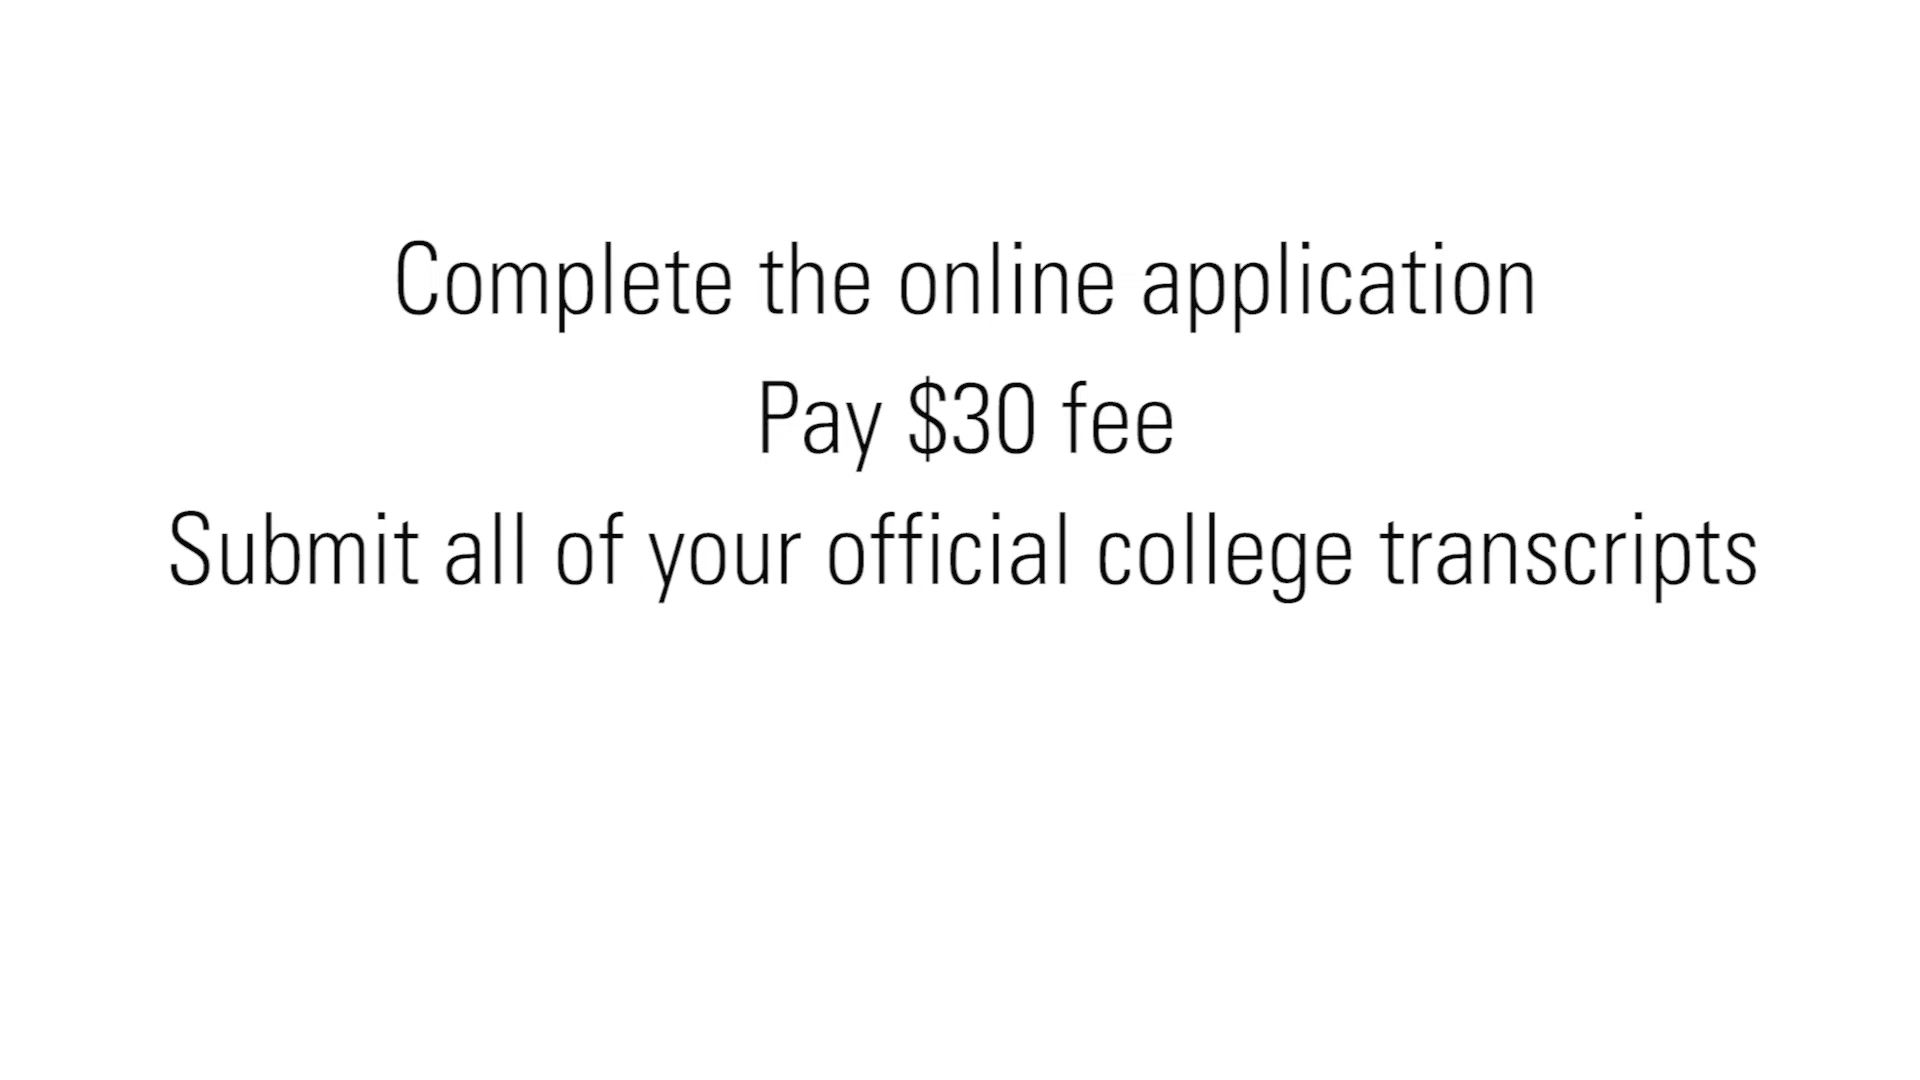 Complete the online application
Pay $30 fee
Submit all of your official college transcripts